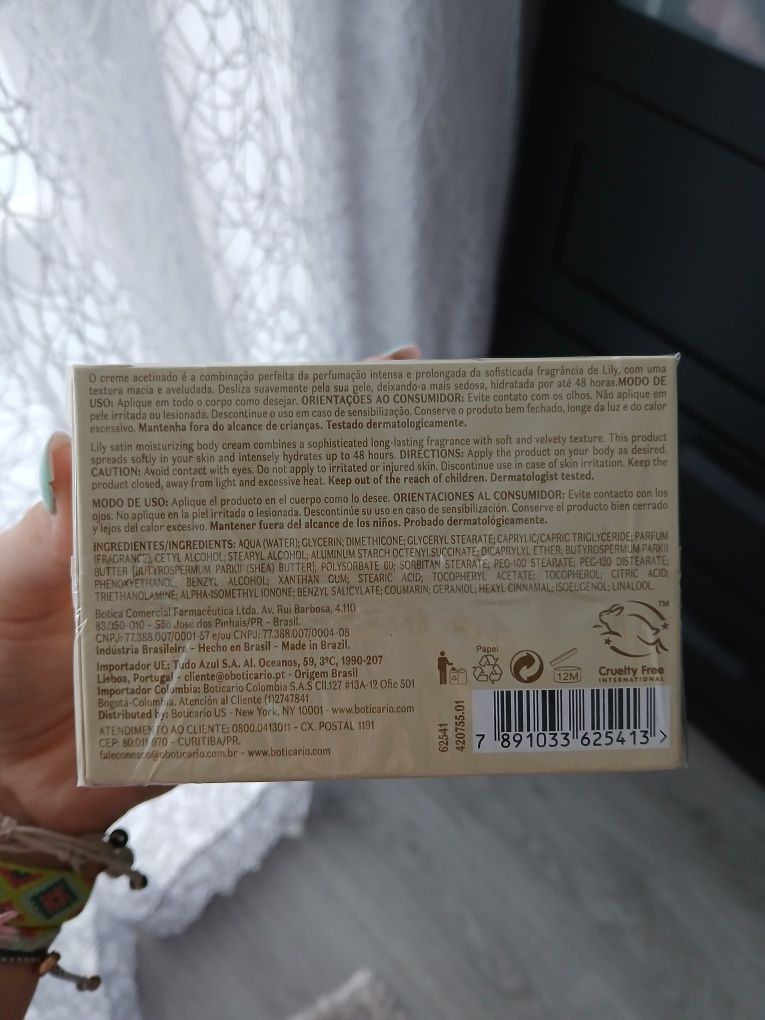 O creme acetinado é a combinação perfeita da perfumação intensa e prolongada da sofisticada fragrância de Lily, com uma
textura macia e aveludada. Desliza suavemente pela sua pele, deixando-a mais sedosa, hidratada por até 48 horas.MODO DE
USO: Aplique em todo o corpo como desejar. ORIENTAÇÕES AO CONSUMIDOR: Evite contato com os olhos. Não aplique em
pele irritada ou lesionada. Descontinue o uso em caso de sensibilização. Conserve o produto bem fechado, longe da luz e do calor
excessivo. Mantenha fora do alcance de crianças. Testado dermatologicamente.
Lily satin moisturizing body cream combines a sophisticated long-lasting fragrance with soft and velvety texture. This product
spreads softly in your skin and intensely hydrates up to 48 hours. DIRECTIONS: Apply the product on your body as desired.
CAUTION: Avoid contact with eyes. Do not apply to irritated or injured skin. Discontinue use in case of skin irritation. Keep the
product closed, away from light and excessive heat. Keep out of the reach of children. Dermatologist tested.
MODO DE USO: Aplique el producto en el cuerpo como lo desee. ORIENTACIONES AL CONSUMIDOR: Evite contacto con los
ojos. No aplique en la piel irritada o lesionada. Descontinúe su uso en caso de sensibilización. Conserve el producto bien cerrado
y lejos del calor excesivo. Mantener fuera del alcance de los niños. Probado dermatológicamente.
INGREDIENTES/INGREDIENTS: AQUA (WATER); GLYCERIN; DIMETHICONE; GLYCERYL STEARATE; CAPRYLIC/CAPRIC TRIGLYCERIDE; PARFUM
(FRAGRANCE); CETYL ALCOHOL; STEARYL ALCOHOL; ALUMINUM STARCH OCTENYLSUCCINATE; DICAPRYLYL ETHER; BUTYROSPERMUM PARKII
BUTTER [BUTYROSPERMUM PARKII (SHEA) BUTTER]; POLYSORBATE 60; SORBITAN STEARATE; PEG-100 STEARATE; PEG-120 DISTEARATE;
PHENOXYETHANOL; BENZYL ALCOHOL; XANTHAN GUM; STEARIC ACID; TOCOPHERYL ACETATE; TOCOPHEROL; CITRIC ACID;
TRIETHANOLAMINE; ALPHA-ISOMETHYL IONONE; BENZYL SALICYLATE; COUMARIN; GERANIOL; HEXYL CINNAMAL; ISOEUGENOL; LINALOOL.
Botica Comercial Farmacêutica Ltda. Av. Rui Barbosa, 4.110
83.050-010 - São José dos Pinhais/PR - Brasil.
CNPJ: 77.388.007/0001-57 e/ou CNPJ: 77.388.007/0004-08
Indústria Brasileira - Hecho en Brasil - Made in Brazil.
Importador UE: Tudo Azul S.A, Al. Oceanos, 59, 3ºC, 1990-207
Lisboa, Portugal - cliente@oboticario.pt - Origem Brasil
Importador Colombia: Boticario Colombia S.A.S Cll.127 #13A-12 Ofic 501
Bogotá-Colombia. Atención al Cliente (1)2747841
Distributed by: Boticario US - New York, NY 10001 - www.boticario.com
ATENDIMENTO AO CLIENTE: 0800.0413011 - CX. POSTAL 1191
CEP: 80.011-970 - CURITIBA/PR.
faleconosco@oboticario.com.br - www.boticario.com
Papel
12M
TM
Cruelty Free
INTERNATIONAL
62541
420755.01
7 891033 625413 >